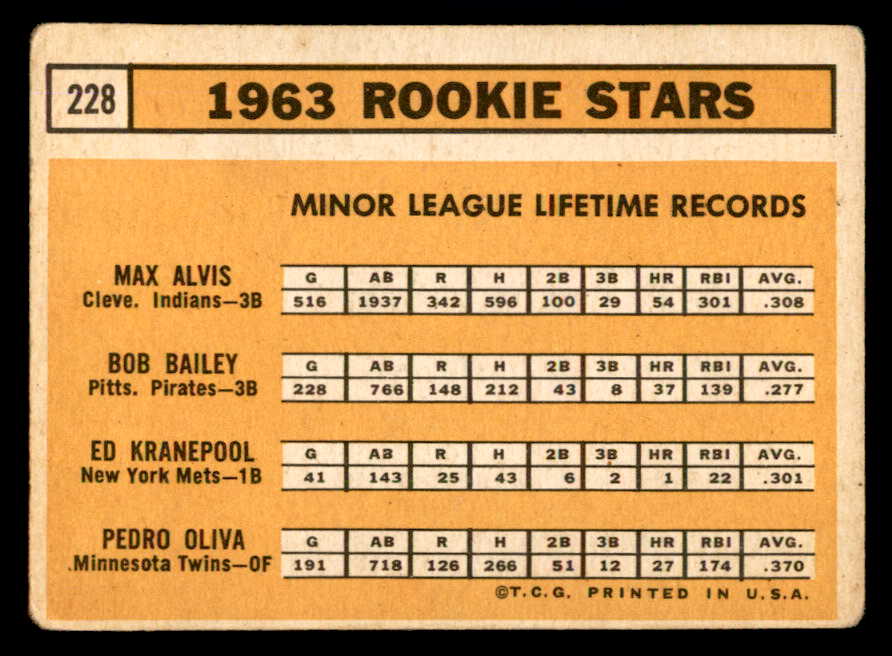 228 1963 ROOKIE STARS
MINOR LEAGUE LIFETIME RECORDS
MAX ALVIS
Cleve. Indians—3B
G AB R H 2B 3B HR RBI AVG.
516 1937 342 596 100 29 54 301 .308
BOB BAILEY
Pitts. Pirates—3B
G AB R H 2B 3B HR RBI AVG.
228 766 148 212 43 8 37 139 .277
ED KRANEPOOL
New York Mets—1B
G AB R H 2B 3B HR RBI AVG.
41 143 25 43 6 2 1 22 .301
PEDRO OLIVA
Minnesota Twins—OF
G AB R H 2B 3B HR RBI AVG.
191 718 126 266 51 12 27 174 .370
©T.C.G. PRINTED IN U.S.A.